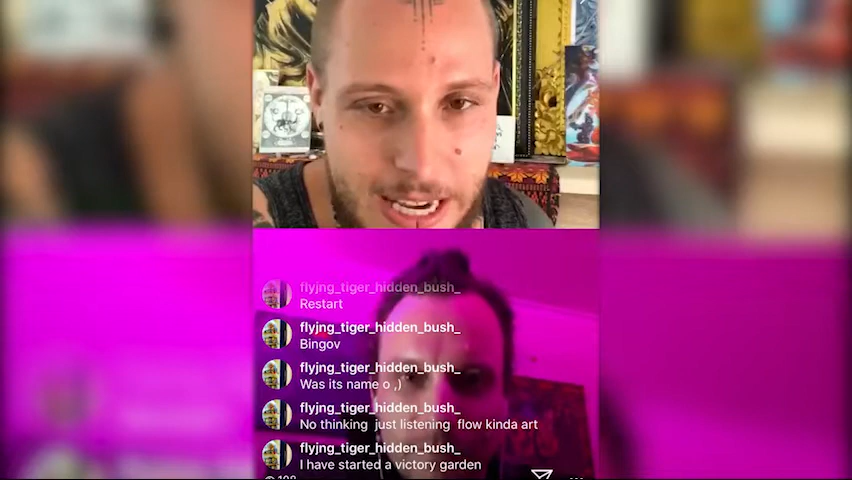 flyjng_tiger_hidden_bush_
Restart
flyjng_tiger_hidden_bush_
Bingov
flyjng_tiger_hidden_bush_
Was its name o ,)
flyjng_tiger_hidden_bush_
No thinking just listening flow kinda art
flyjng_tiger_hidden_bush_
I have started a victory garden